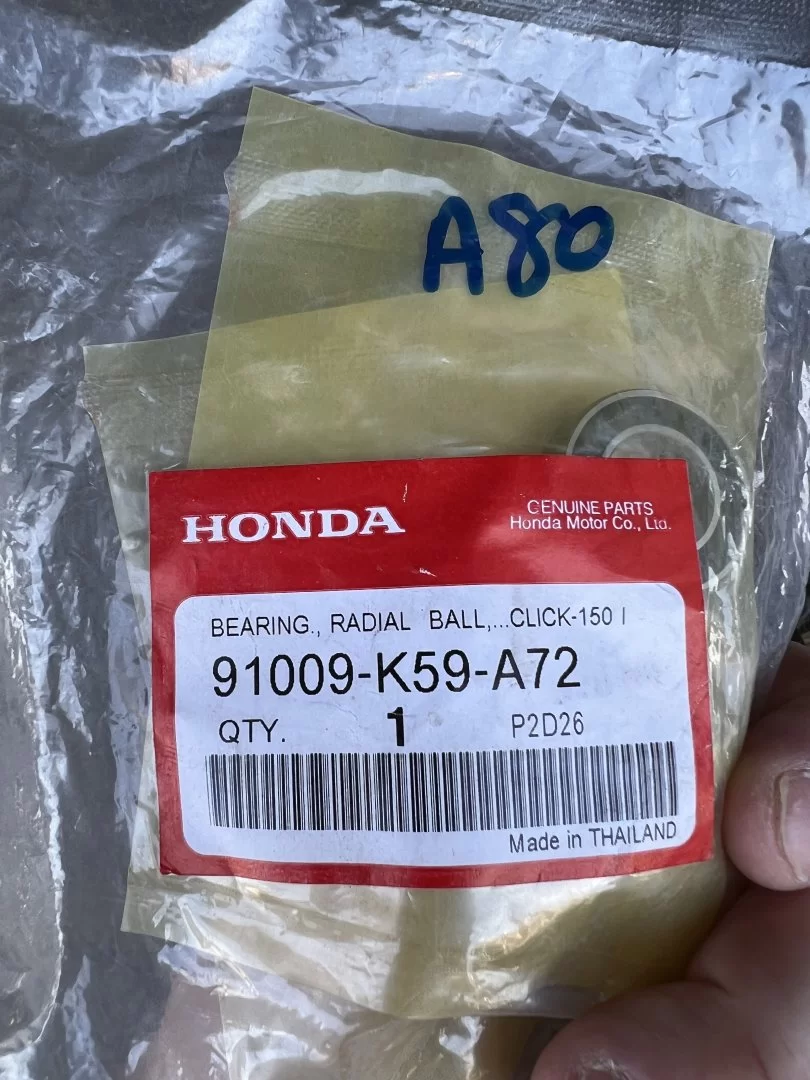 A80
HONDA
GENUINE PARTS
Honda Motor Co., Ltd.
BEARING., RADIAL BALL,...CLICK-150 I
91009-K59-A72
QTY. 1 P2D26
Made in THAILAND